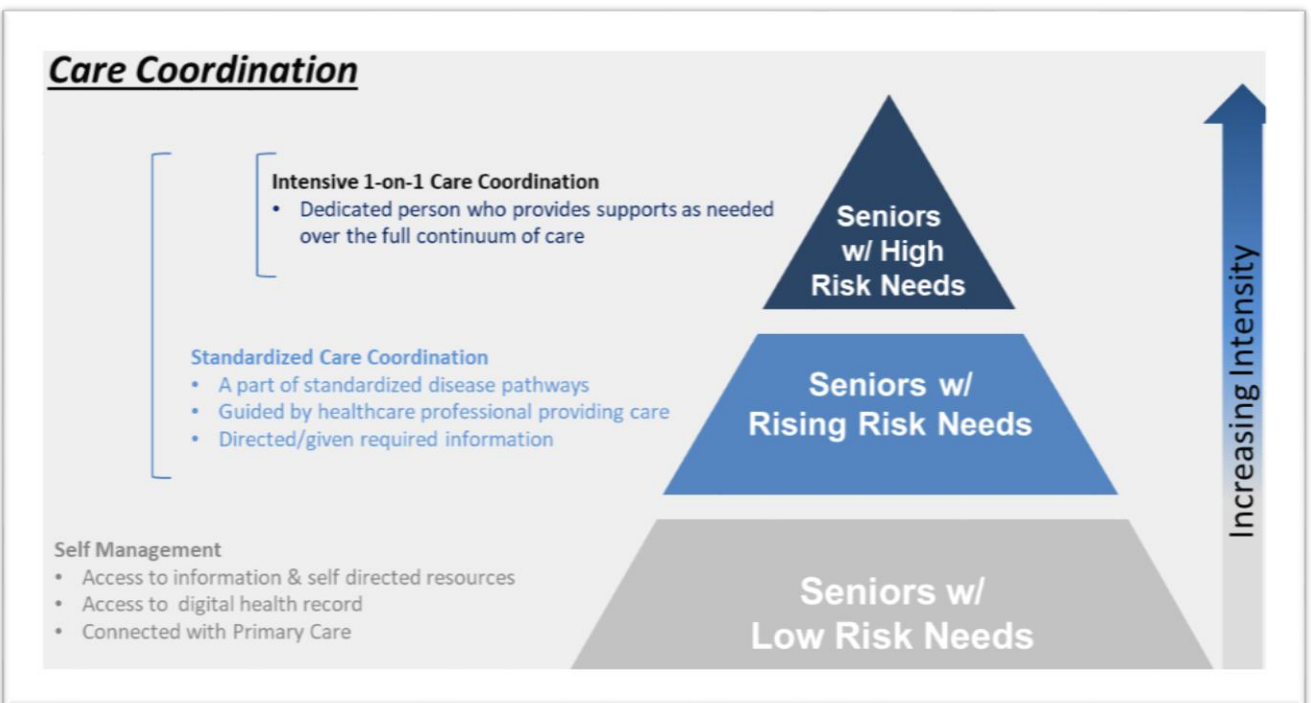 Care Coordination
Intensive 1-on-1 Care Coordination
• Dedicated person who provides supports as needed
over the full continuum of care
Seniors
w/ High
Risk Needs
Standardized Care Coordination
• A part of standardized disease pathways
• Guided by healthcare professional providing care
• Directed/given required information
Seniors w/
Rising Risk Needs
Self Management
• Access to information & self directed resources
• Access to digital health record
• Connected with Primary Care
Seniors w/
Low Risk Needs
Increasing Intensity